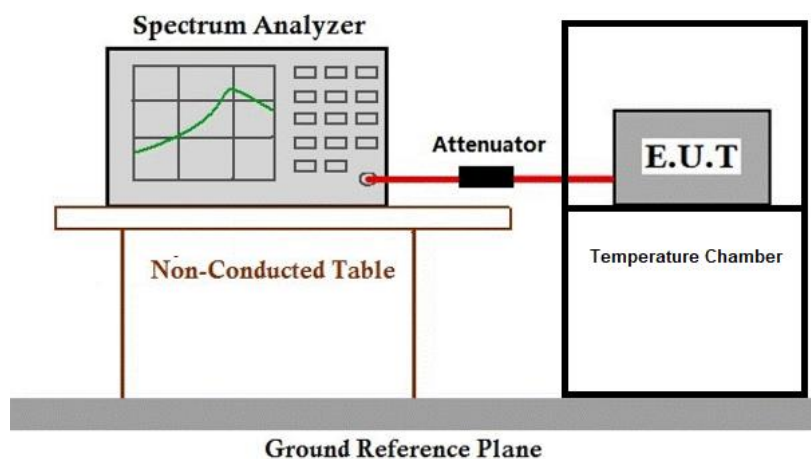 Spectrum Analyzer
Attenuator
E.U.T
Non-Conducted Table
Temperature Chamber
Ground Reference Plane